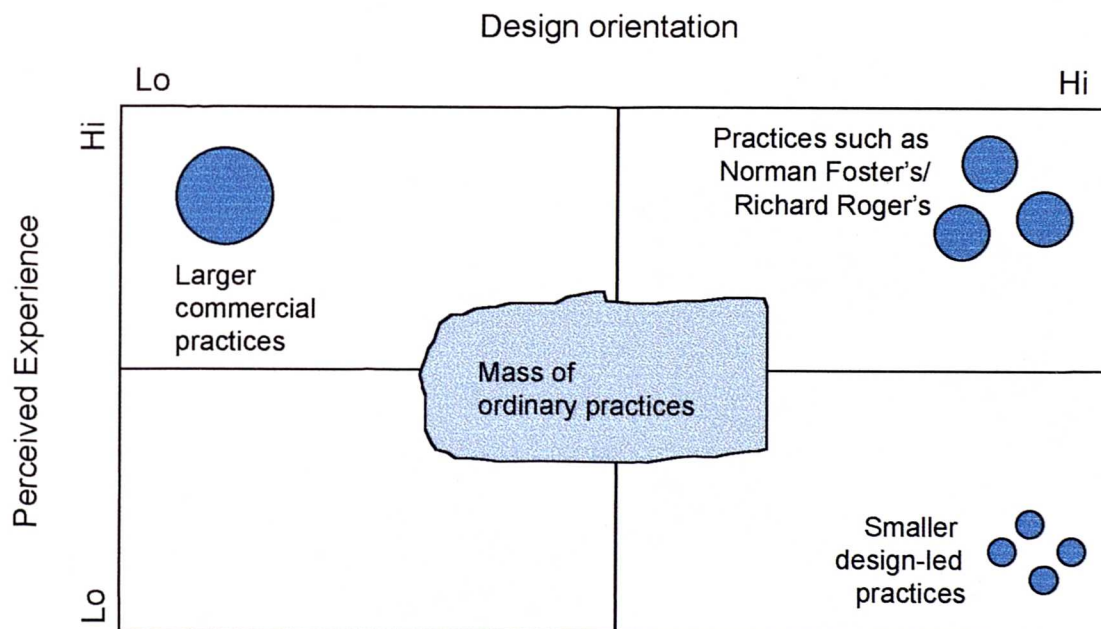 Design orientation
Lo
Hi
Hi
Perceived Experience
Lo
Practices such as
Norman Foster's/
Richard Roger's
Larger
commercial
practices
Mass of
ordinary practices
Smaller
design-led
practices